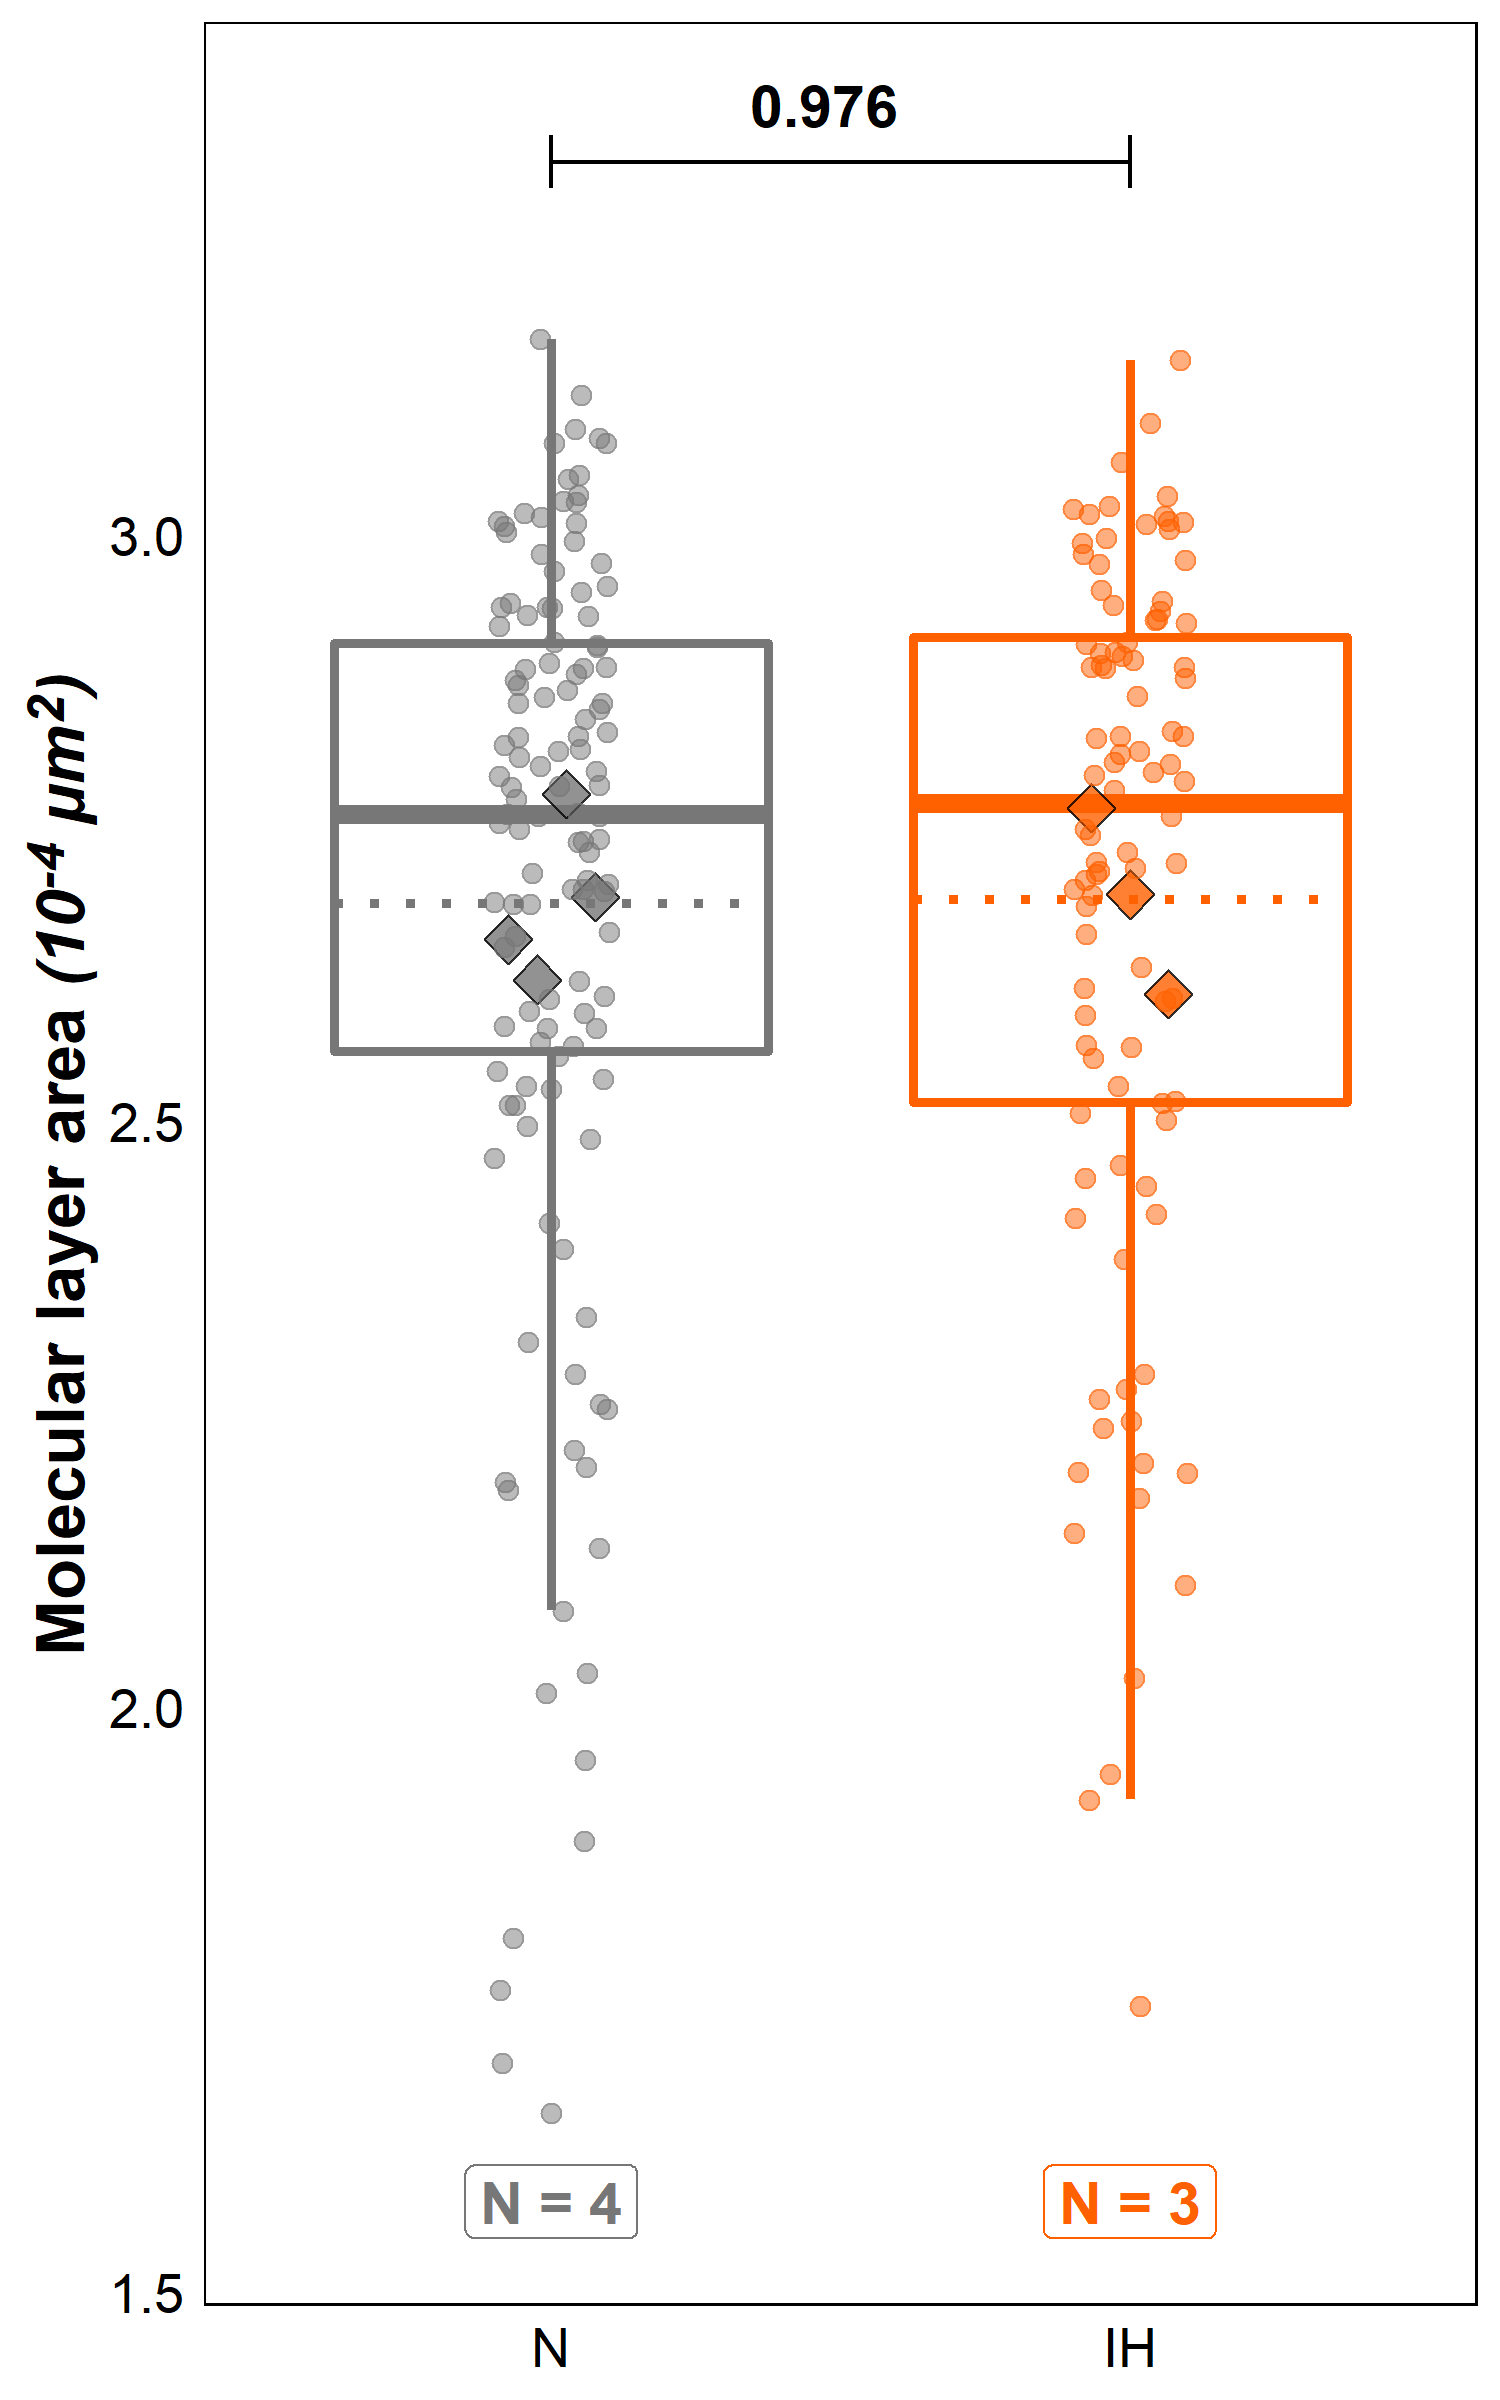 0.976
Molecular layer area (10⁻⁴ μm²)
3.0
2.5
2.0
1.5
N = 4
N = 3
N
IH